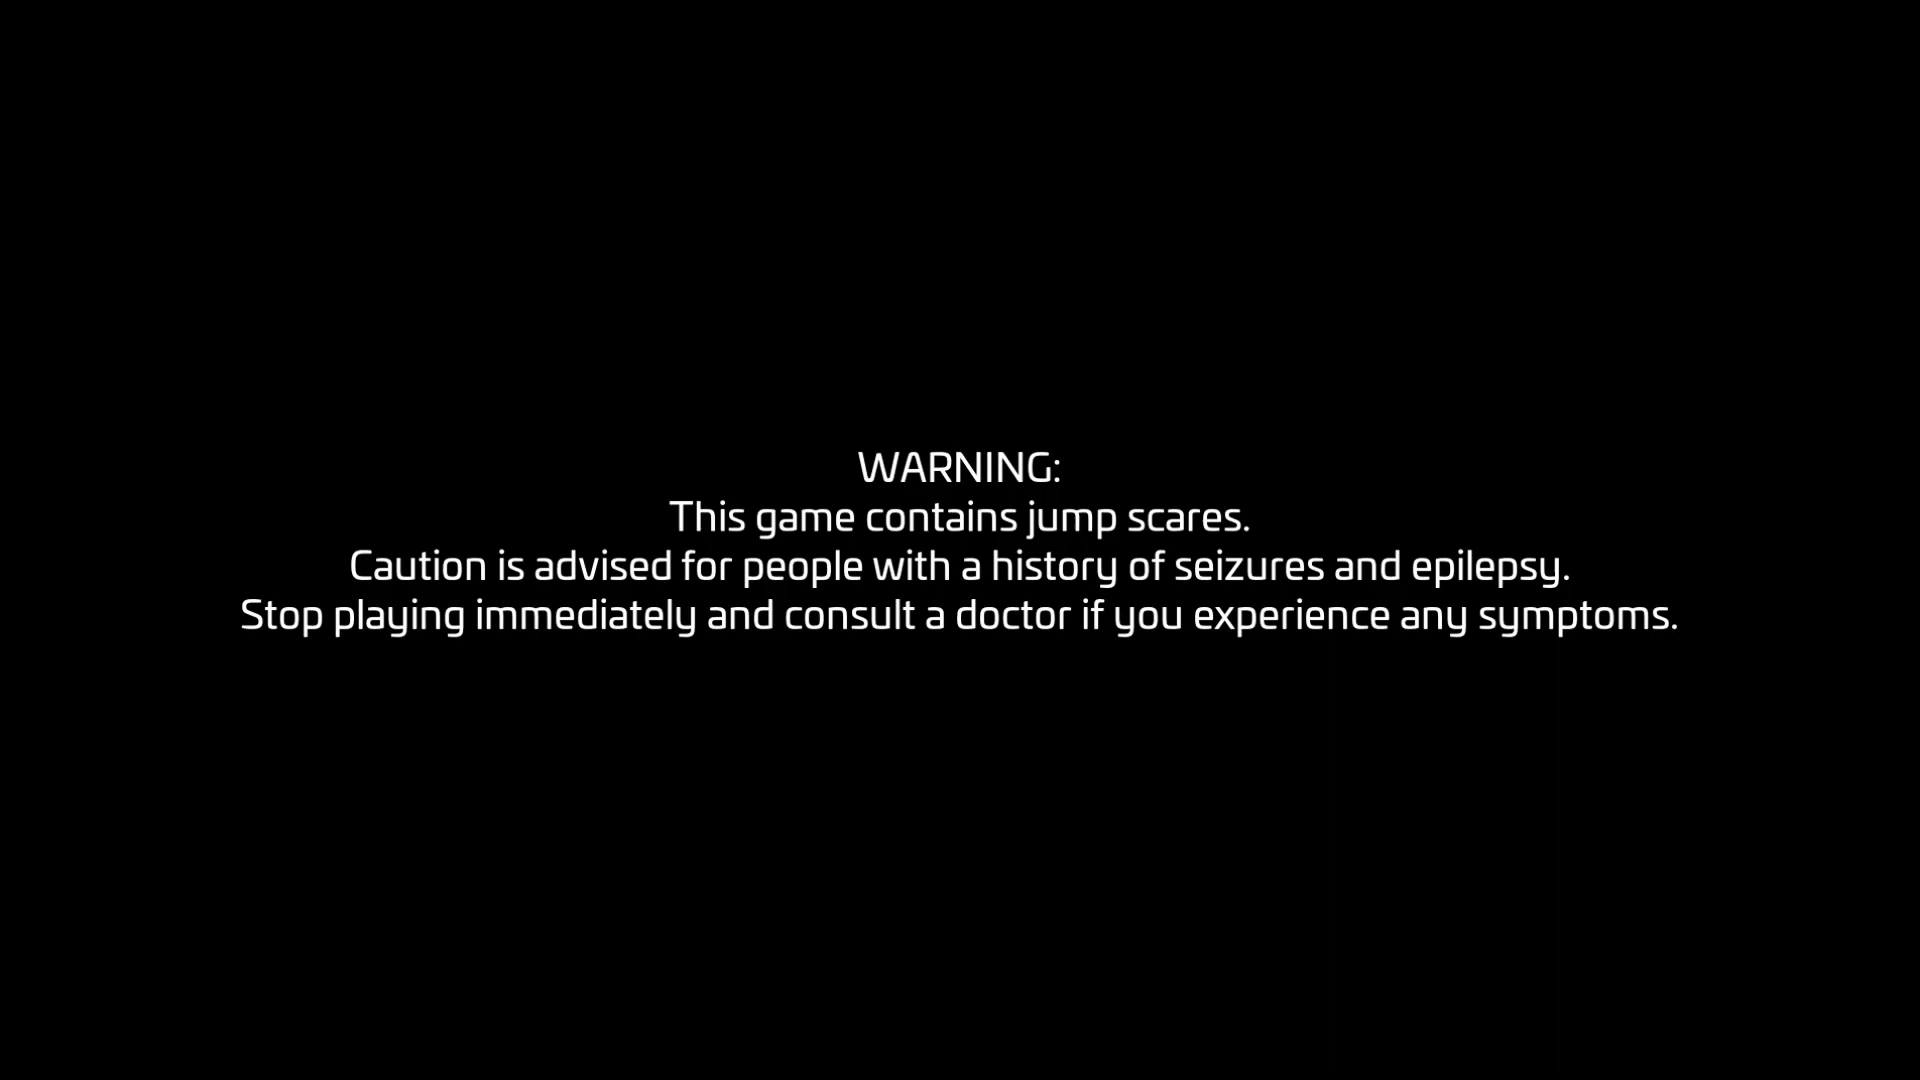 WARNING:
This game contains jump scares.
Caution is advised for people with a history of seizures and epilepsy.
Stop playing immediately and consult a doctor if you experience any symptoms.